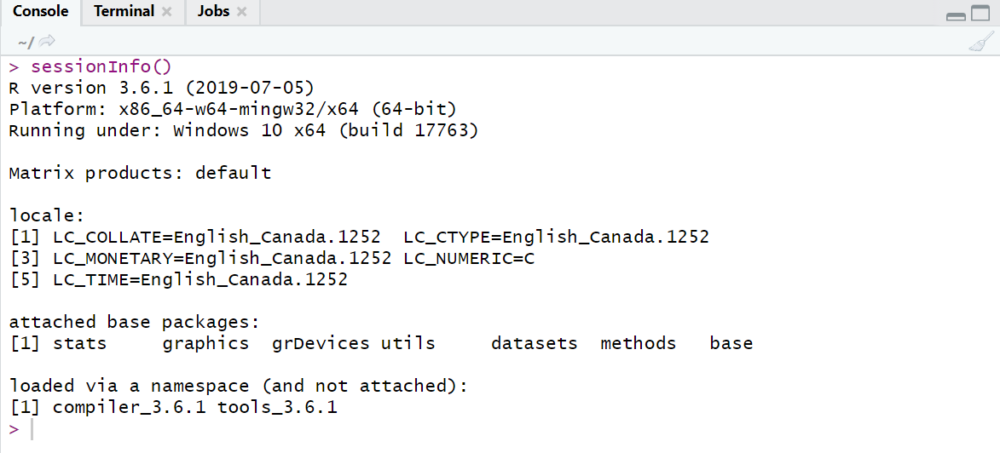 Console Terminal Jobs
~/
> sessionInfo()
R version 3.6.1 (2019-07-05)
Platform: x86_64-w64-mingw32/x64 (64-bit)
Running under: Windows 10 x64 (build 17763)
Matrix products: default
locale:
[1] LC_COLLATE=English_Canada.1252  LC_CTYPE=English_Canada.1252
[3] LC_MONETARY=English_Canada.1252 LC_NUMERIC=C
[5] LC_TIME=English_Canada.1252
attached base packages:
[1] stats     graphics  grDevices utils     datasets  methods   base
loaded via a namespace (and not attached):
[1] compiler_3.6.1 tools_3.6.1
>